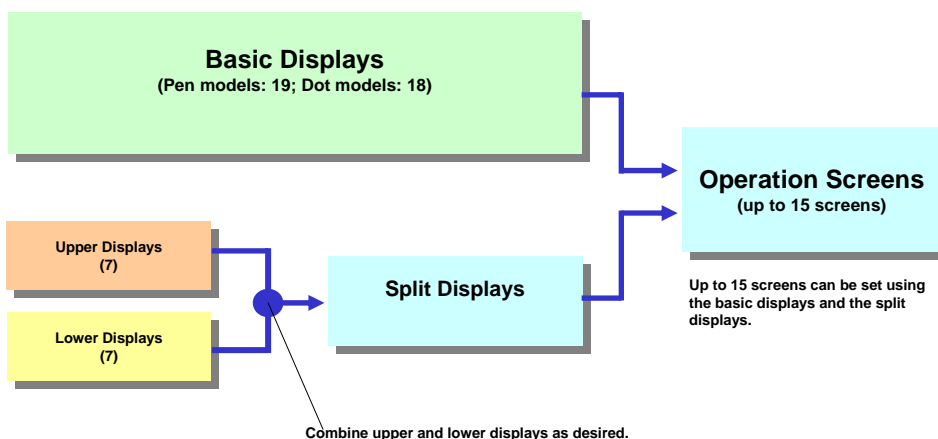 Basic Displays
(Pen models: 19; Dot models: 18)
Operation Screens
(up to 15 screens)
Upper Displays
(7)
Split Displays
Up to 15 screens can be set using
the basic displays and the split
displays.
Lower Displays
(7)
Combine upper and lower displays as desired.